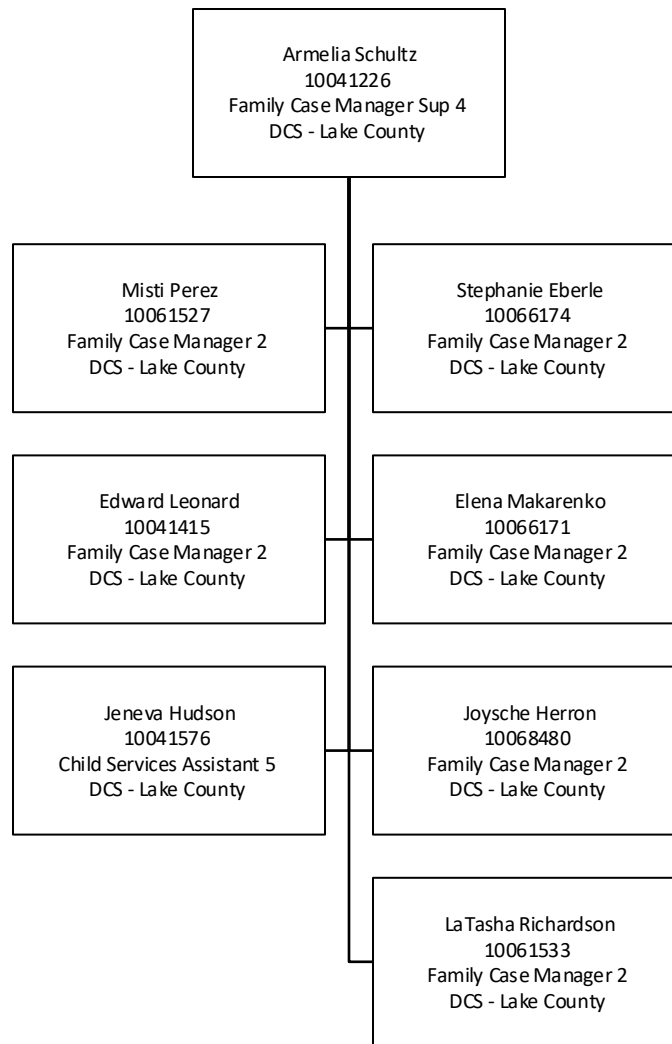 Armelia Schultz
10041226
Family Case Manager Sup 4
DCS - Lake County
Misti Perez
10061527
Family Case Manager 2
DCS - Lake County
Stephanie Eberle
10066174
Family Case Manager 2
DCS - Lake County
Edward Leonard
10041415
Family Case Manager 2
DCS - Lake County
Elena Makarenko
10066171
Family Case Manager 2
DCS - Lake County
Jeneva Hudson
10041576
Child Services Assistant 5
DCS - Lake County
Joysche Herron
10068480
Family Case Manager 2
DCS - Lake County
LaTasha Richardson
10061533
Family Case Manager 2
DCS - Lake County